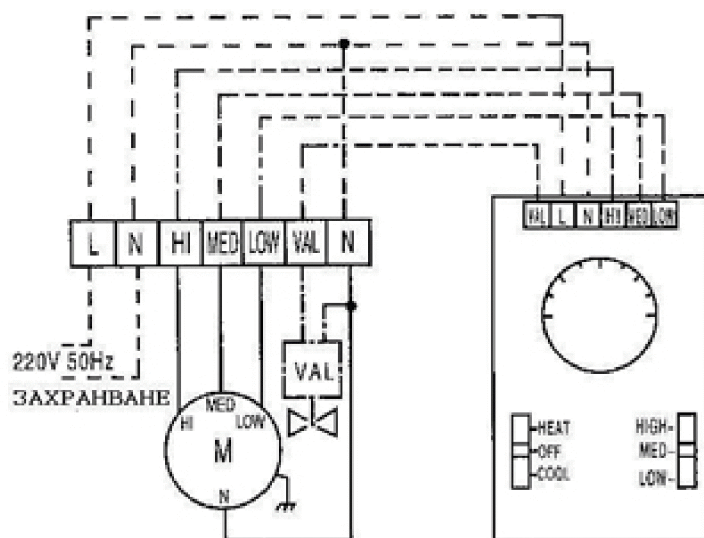 VAL L N HI MED LOW
L N HI MED LOW VAL N
220V 50Hz
ЗАХРАНВАНЕ
VAL
MED
HI LOW
M
N
HEAT
OFF
COOL
HIGH
MED
LOW